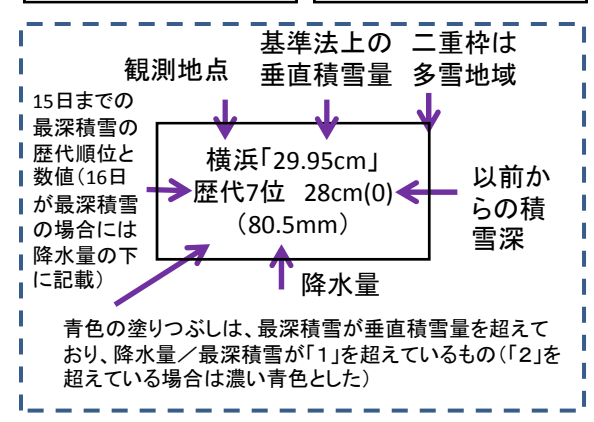 基準法上の
垂直積雪量
二重枠は
多雪地域
観測地点
15日までの
最深積雪の
歴代順位と
数値（16日
が最深積雪
の場合には
降水量の下
に記載）
横浜「29.95cm」
歴代7位 28cm(0)
（80.5mm）
以前か
らの積
雪深
降水量
青色の塗りつぶしは、最深積雪が垂直積雪量を超えて
おり、降水量／最深積雪が「１」を超えているもの（「２」を
超えている場合は濃い青色とした）